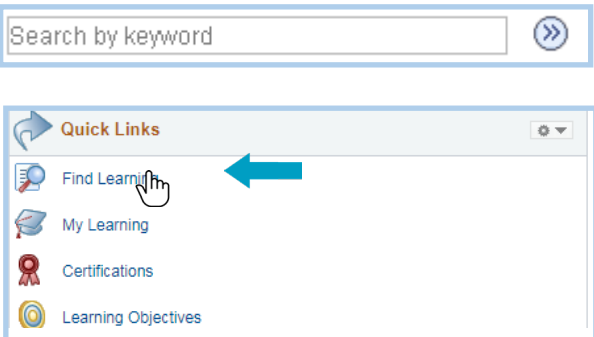 Search by keyword
Quick Links
Find Learning
My Learning
Certifications
Learning Objectives